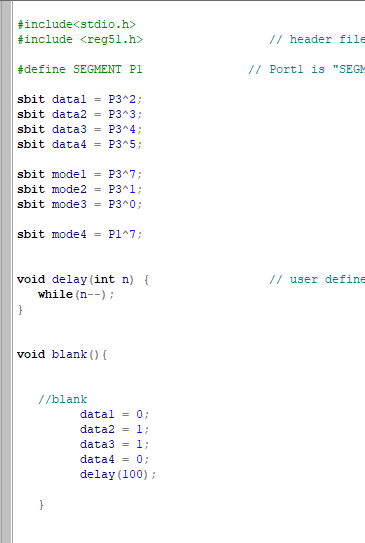 #include<stdio.h>
#include <reg51.h> // header file
#define SEGMENT P1 // Port1 is "SEGM
sbit data1 = P3^2;
sbit data2 = P3^3;
sbit data3 = P3^4;
sbit data4 = P3^5;
sbit mode1 = P3^7;
sbit mode2 = P3^1;
sbit mode3 = P3^0;
sbit mode4 = P1^7;
void delay(int n) { // user define
while(n--);
}
void blank(){
//blank
data1 = 0;
data2 = 1;
data3 = 1;
data4 = 0;
delay(100);
}